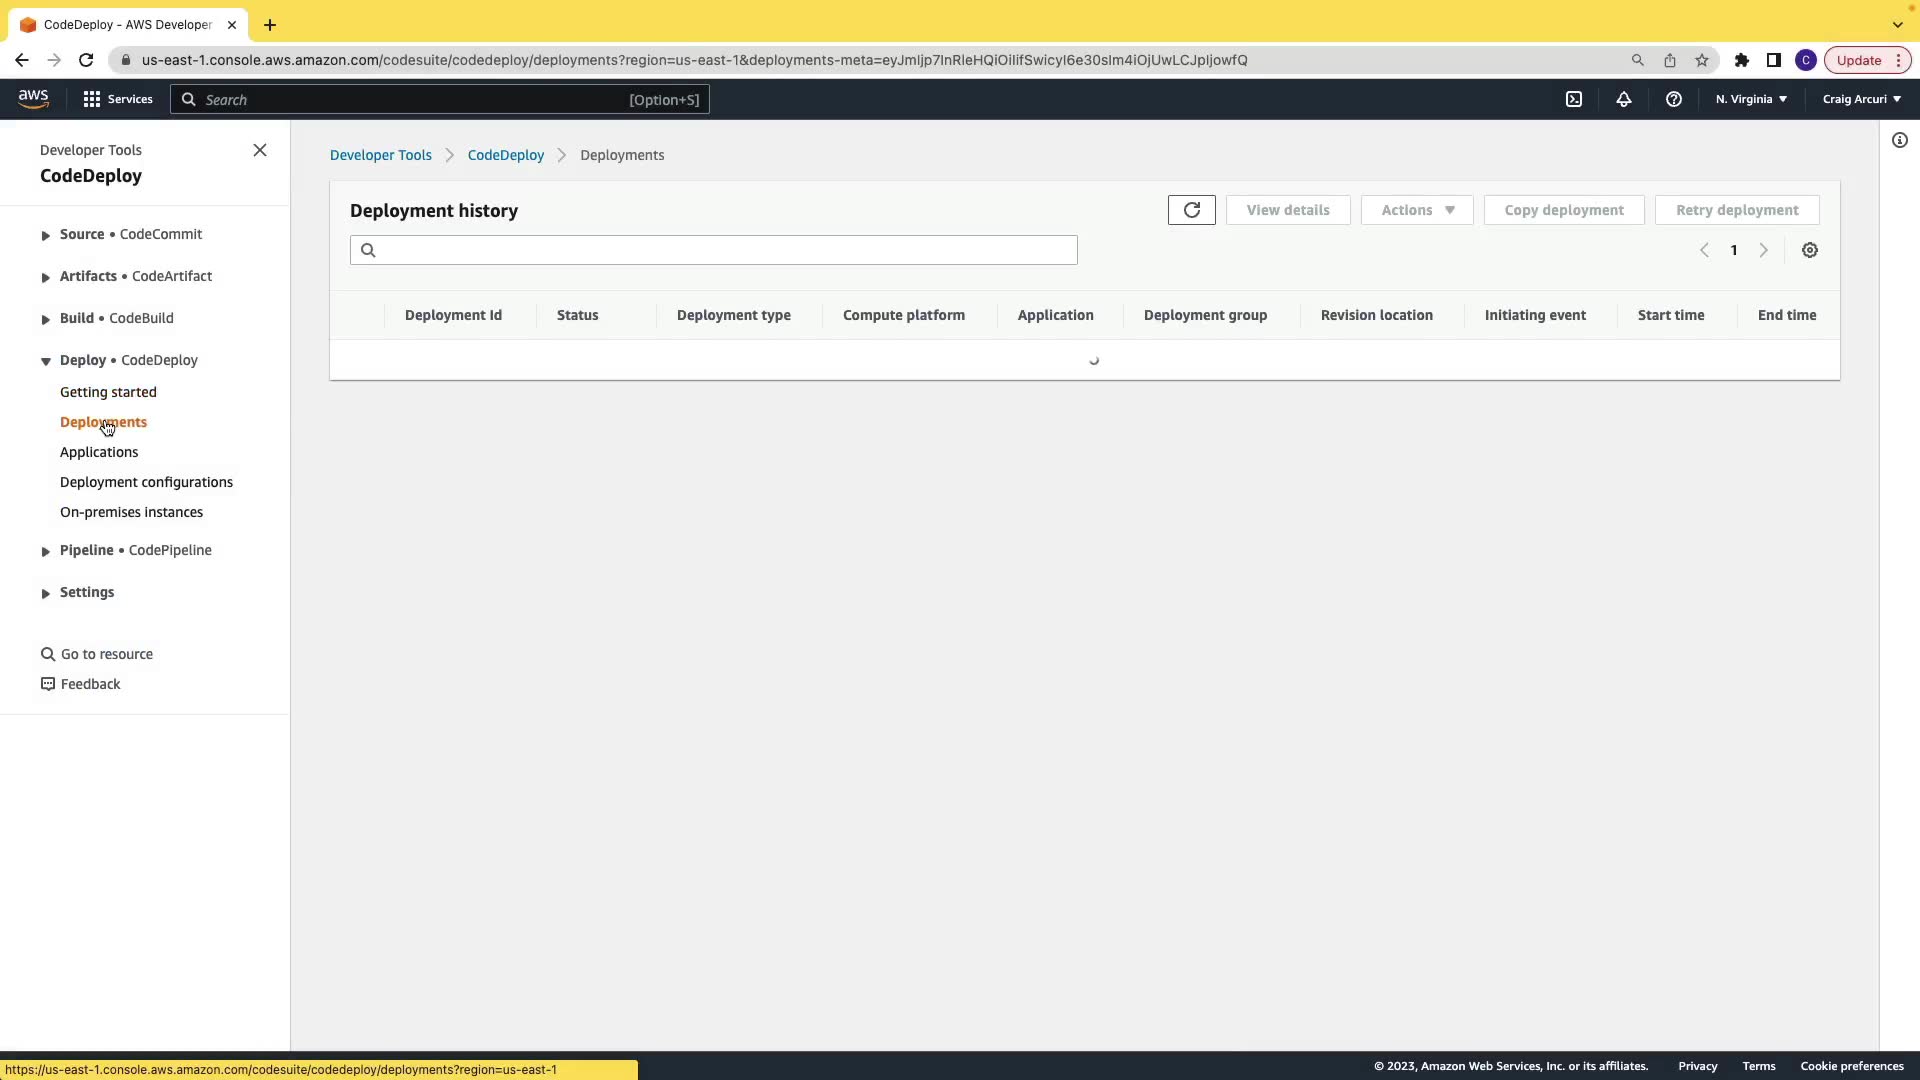 CodeDeploy - AWS Developer
us-east-1.console.aws.amazon.com/codesuite/codedeploy/deployments?region=us-east-1&deployments-meta=eyJmIjp7InRleHQiOiIifSwicyI6e30sIm4iOjUwLCJpIjowfQ
C
Update
aws
Services
Search
[Option+S]
N. Virginia
Craig Arcuri
Developer Tools
CodeDeploy
Source • CodeCommit
Artifacts • CodeArtifact
Build • CodeBuild
Deploy • CodeDeploy
Getting started
Deployments
Applications
Deployment configurations
On-premises instances
Pipeline • CodePipeline
Settings
Go to resource
Feedback
Developer Tools
CodeDeploy
Deployments
Deployment history
View details
Actions
Copy deployment
Retry deployment
1
Deployment Id
Status
Deployment type
Compute platform
Application
Deployment group
Revision location
Initiating event
Start time
End time
https://us-east-1.console.aws.amazon.com/codesuite/codedeploy/deployments?region=us-east-1
© 2023, Amazon Web Services, Inc. or its affiliates.
Privacy
Terms
Cookie preferences